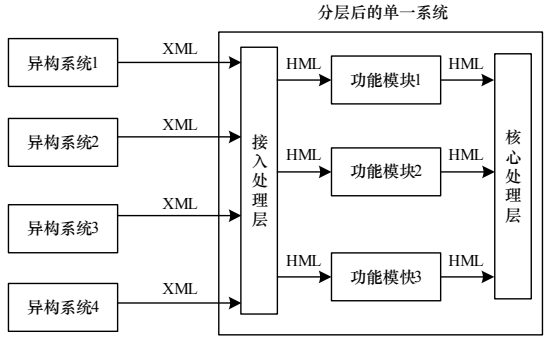 分层后的单一系统
异构系统1
XML
异构系统2
XML
异构系统3
XML
异构系统4
XML
接入处理层
HML
功能模块1
HML
HML
功能模块2
HML
HML
功能模快3
HML
核心处理层